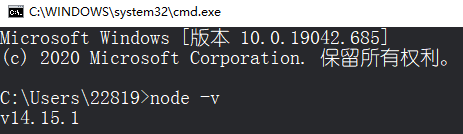 C:\WINDOWS\system32\cmd.exe
Microsoft Windows [版本 10.0.19042.685]
(c) 2020 Microsoft Corporation. 保留所有权利。
C:\Users\22819>node -v
v14.15.1